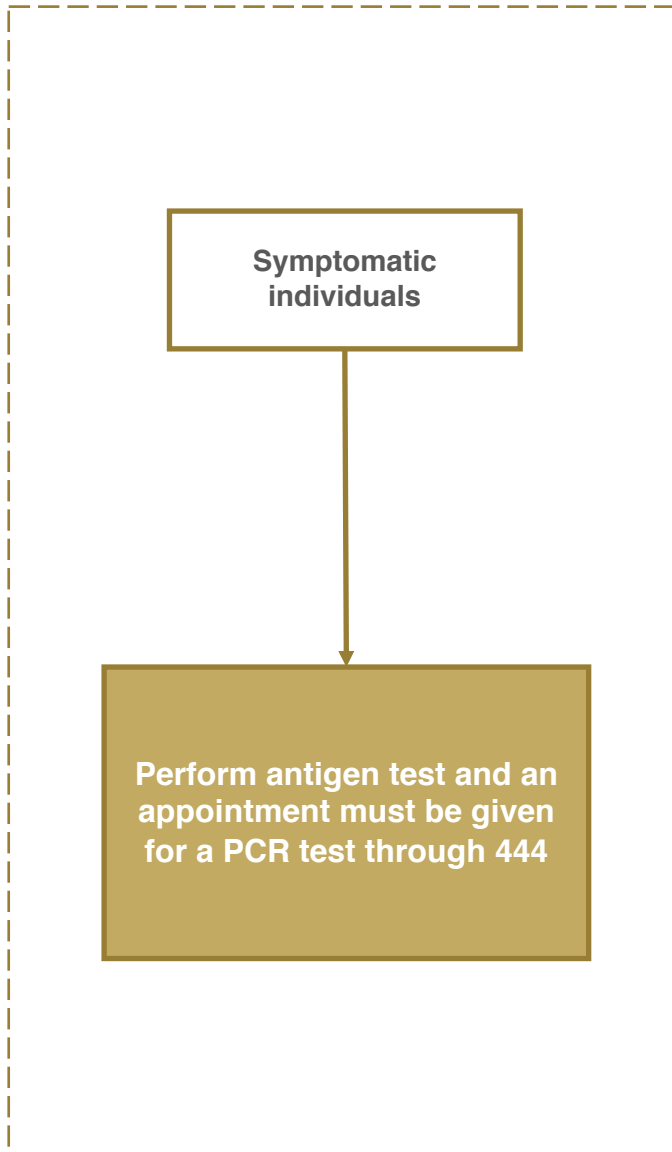 Symptomatic
individuals
Perform antigen test and an
appointment must be given
for a PCR test through 444